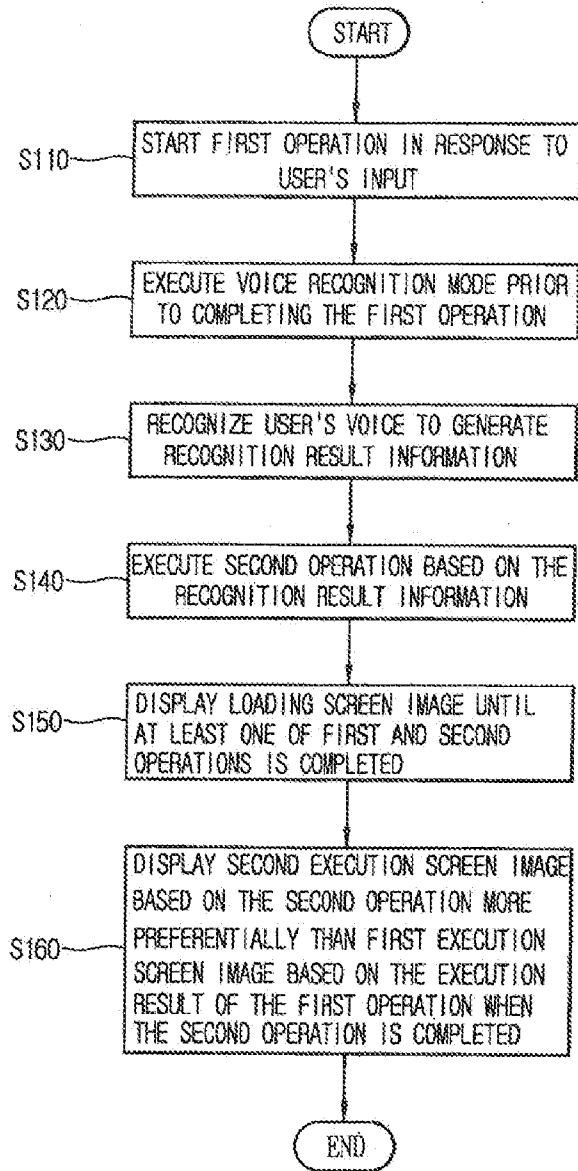 START
S110
START FIRST OPERATION IN RESPONSE TO
USER'S INPUT
S120
EXECUTE VOICE RECOGNITION MODE PRIOR
TO COMPLETING THE FIRST OPERATION
S130
RECOGNIZE USER'S VOICE TO GENERATE
RECOGNITION RESULT INFORMATION
S140
EXECUTE SECOND OPERATION BASED ON THE
RECOGNITION RESULT INFORMATION
S150
DISPLAY LOADING SCREEN IMAGE UNTIL
AT LEAST ONE OF FIRST AND SECOND
OPERATIONS IS COMPLETED
S160
DISPLAY SECOND EXECUTION SCREEN IMAGE
BASED ON THE SECOND OPERATION MORE
PREFERENTIALLY THAN FIRST EXECUTION
SCREEN IMAGE BASED ON THE EXECUTION
RESULT OF THE FIRST OPERATION WHEN
THE SECOND OPERATION IS COMPLETED
END